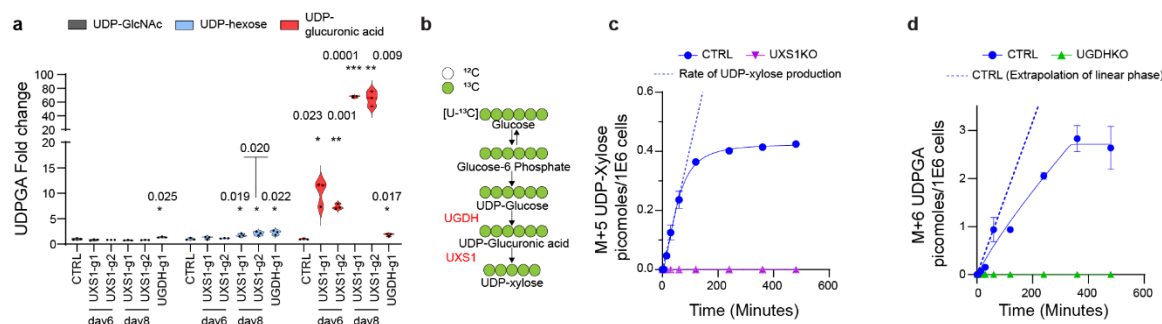 a
UDP-GlcNAc
UDP-hexose
UDP-
glucuronic acid
UDPGA Fold change
100
80
60
40
20
20
15
10
5
0
0.025
*
0.020
0.019
*
*
0.022
*
0.023
*
0.001
**
0.0001
***
0.009
**
0.017
*
CTRL
UXS1-g1
UXS1-g2
UXS1-g1
UXS1-g2
UGDH-g1
day6
day8
CTRL
UXS1-g1
UXS1-g2
UXS1-g1
UXS1-g2
UGDH-g1
day6
day8
CTRL
UXS1-g1
UXS1-g2
UXS1-g1
UXS1-g2
UGDH-g1
day6
day8
b
¹²C
¹³C
[U-¹³C]
Glucose
Glucose-6 Phosphate
UDP-Glucose
UGDH
UDP-Glucuronic acid
UXS1
UDP-xylose
c
CTRL
UXS1KO
Rate of UDP-xylose production
M+5 UDP-Xylose
picomoles/1E6 cells
0.6
0.4
0.2
0.0
0
200
400
600
Time (Minutes)
d
CTRL
UGDHKO
CTRL (Extrapolation of linear phase)
M+6 UDPGA
picomoles/1E6 cells
3
2
1
0
0
200
400
600
Time (Minutes)